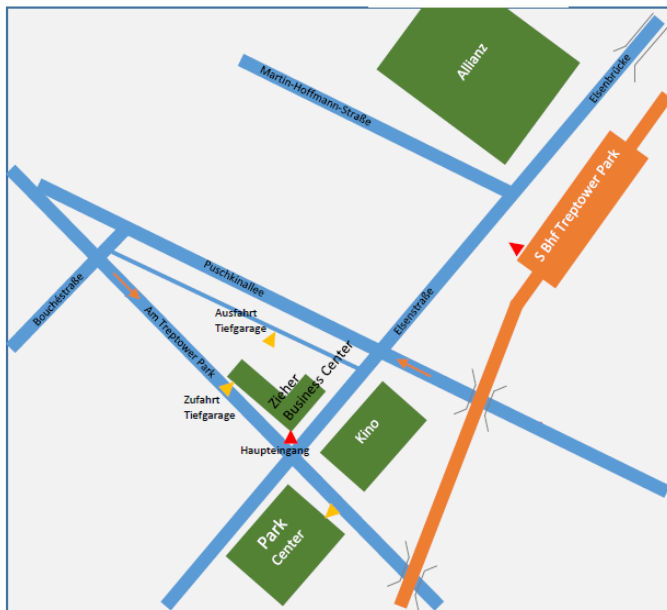 Allianz
Elsenbrücke
Martin-Hoffmann-Straße
S Bhf Treptower Park
Puschkinallee
Bouchéstraße
Elsenstraße
Am Treptower Park
Ausfahrt
Tiefgarage
Zieher
Business Center
Zufahrt
Tiefgarage
Kino
Haupteingang
Park
Center